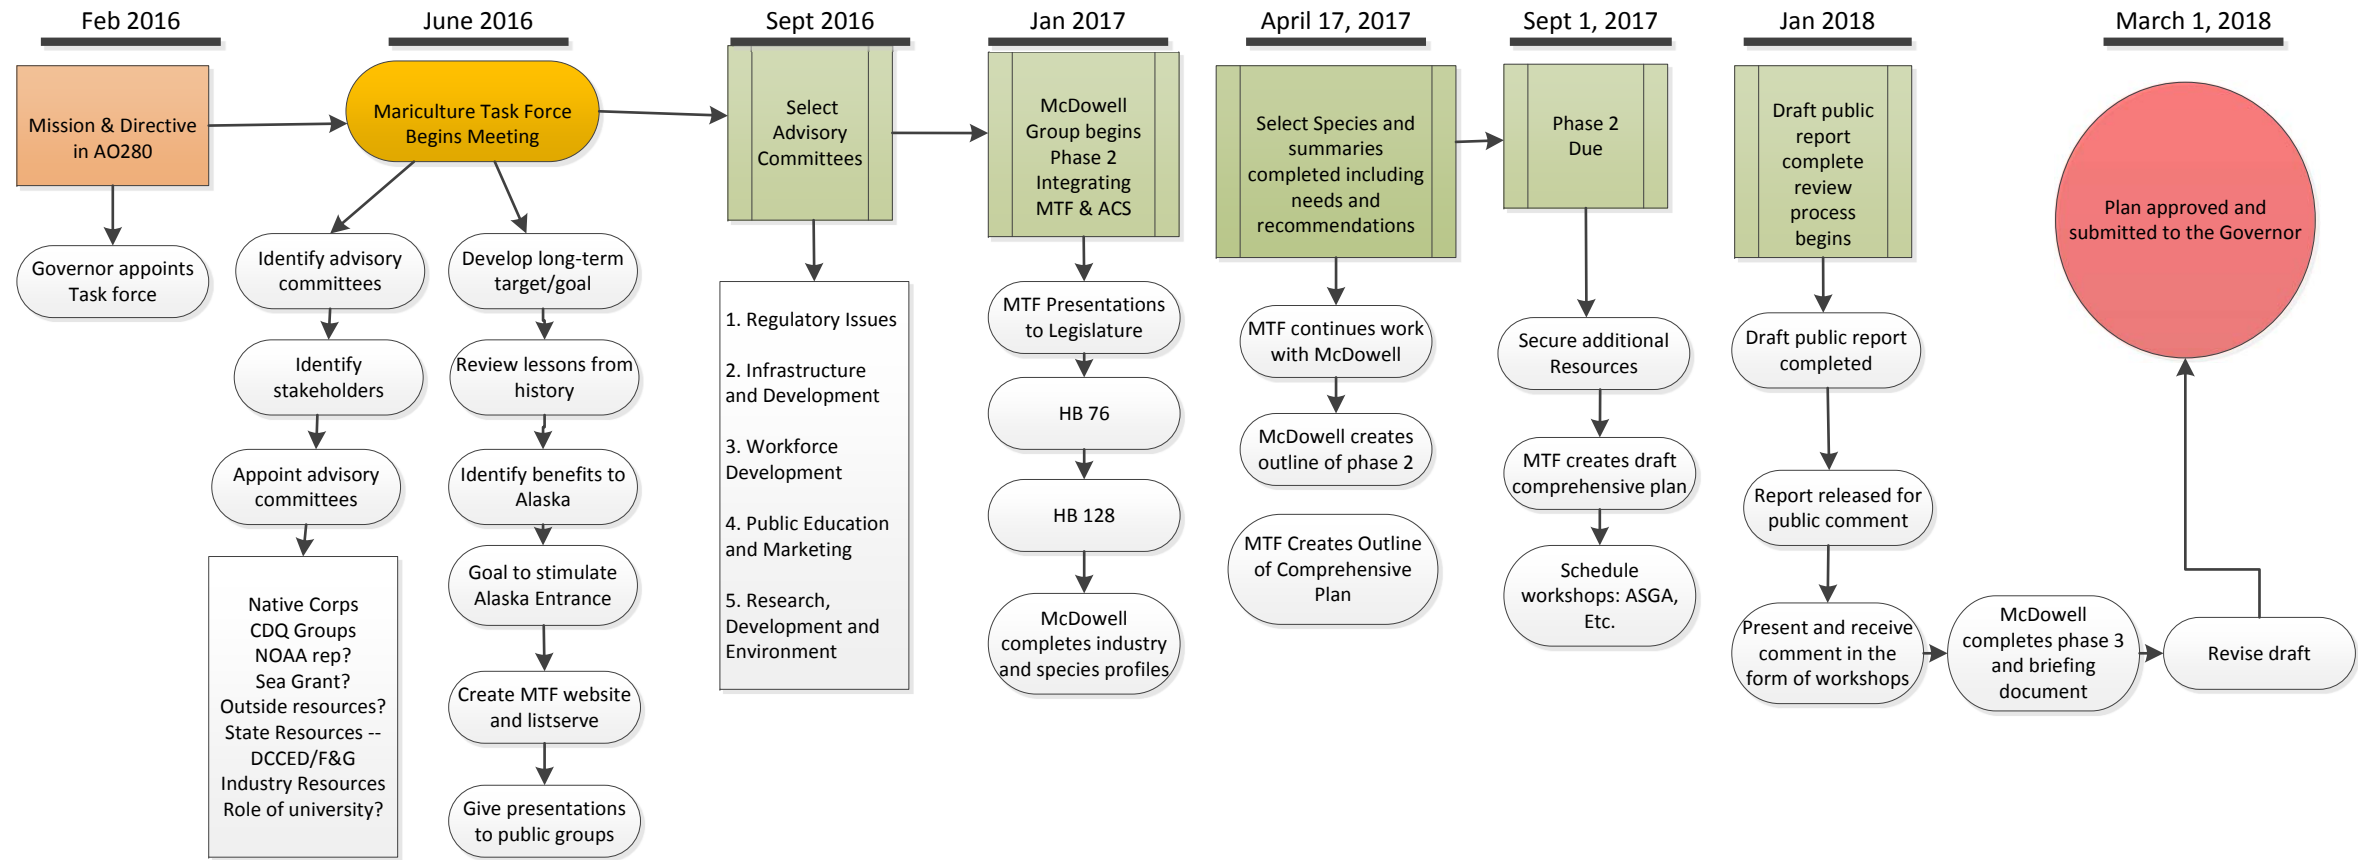 Feb 2016
June 2016
Sept 2016
Jan 2017
April 17, 2017
Sept 1, 2017
Jan 2018
March 1, 2018
Mission & Directive
in AO280
Governor appoints
Task force
Mariculture Task Force
Begins Meeting
Identify advisory
committees
Identify
stakeholders
Appoint advisory
committees
Native Corps
CDQ Groups
NOAA rep?
Sea Grant?
Outside resources?
State Resources --
DCCED/F&G
Industry Resources
Role of university?
Develop long-term
target/goal
Review lessons from
history
Identify benefits to
Alaska
Goal to stimulate
Alaska Entrance
Create MTF website
and listserve
Give presentations
to public groups
Select
Advisory
Committees
1. Regulatory Issues
2. Infrastructure
and Development
3. Workforce
Development
4. Public Education
and Marketing
5. Research,
Development and
Environment
McDowell
Group begins
Phase 2
Integrating
MTF & ACS
MTF Presentations
to Legislature
HB 76
HB 128
McDowell
completes industry
and species profiles
Select Species and
summaries
completed including
needs and
recommendations
MTF continues work
with McDowell
McDowell creates
outline of phase 2
MTF Creates Outline
of Comprehensive
Plan
Phase 2
Due
Secure additional
Resources
MTF creates draft
comprehensive plan
Schedule
workshops: ASGA,
Etc.
Draft public
report
complete
review
process
begins
Draft public report
completed
Report released for
public comment
Present and receive
comment in the
form of workshops
McDowell
completes phase 3
and briefing
document
Revise draft
Plan approved and
submitted to the Governor